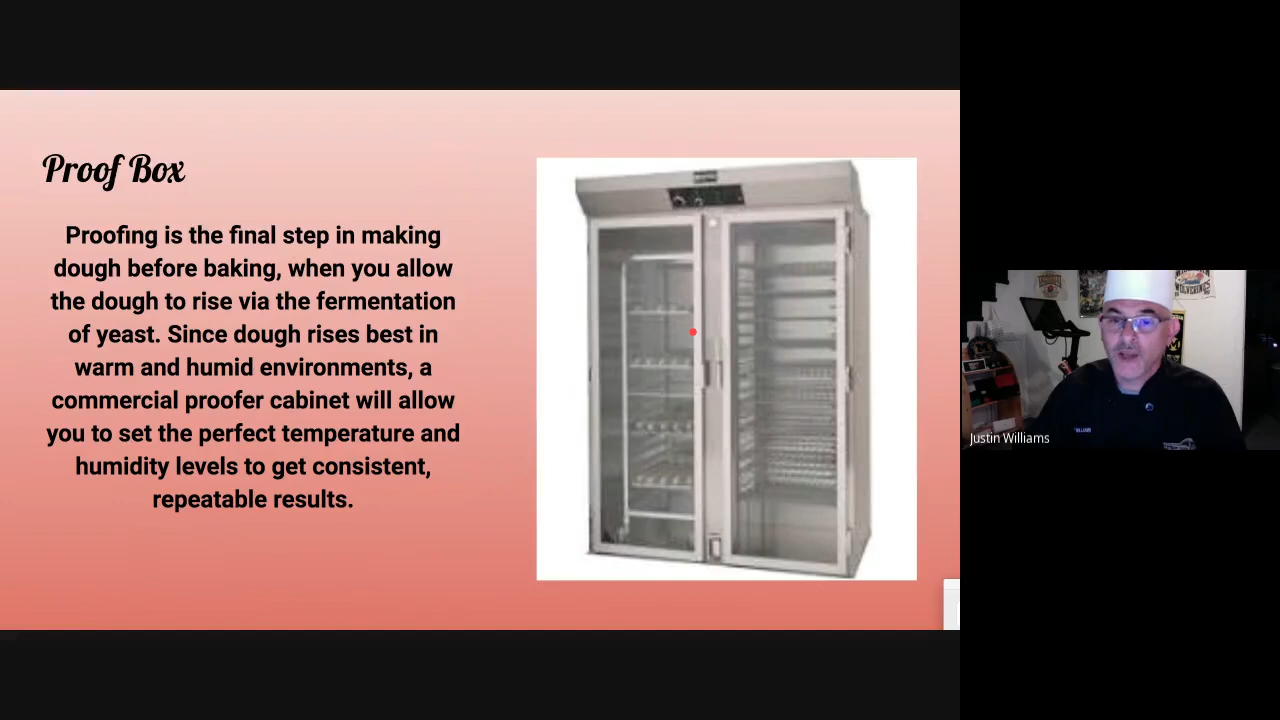 Proof Box
Proofing is the final step in making
dough before baking, when you allow
the dough to rise via the fermentation
of yeast. Since dough rises best in
warm and humid environments, a
commercial proofer cabinet will allow
you to set the perfect temperature and
humidity levels to get consistent,
repeatable results.
WOLVERINES
Justin Williams